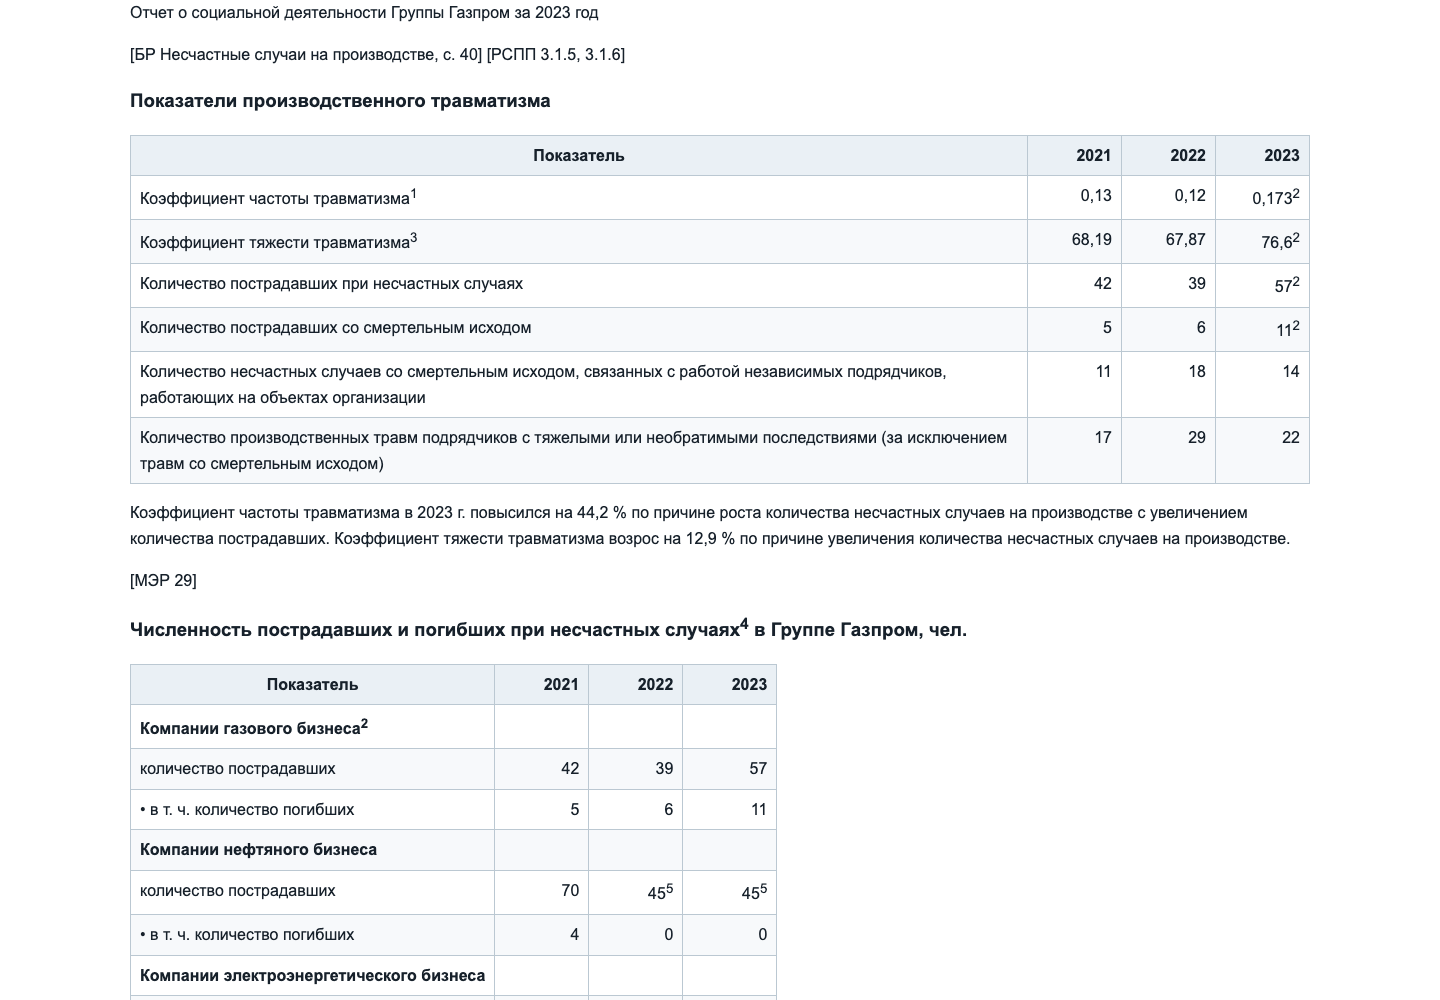 Отчет о социальной деятельности Группы Газпром за 2023 год
[БР Несчастные случаи на производстве, с. 40] [РСПП 3.1.5, 3.1.6]
Показатели производственного травматизма
Показатель 2021 2022 2023
Коэффициент частоты травматизма¹ 0,13 0,12 0,173²
Коэффициент тяжести травматизма³ 68,19 67,87 76,6²
Количество пострадавших при несчастных случаях 42 39 57²
Количество пострадавших со смертельным исходом 5 6 11²
Количество несчастных случаев со смертельным исходом, связанных с работой независимых подрядчиков, 11 18 14
работающих на объектах организации
Количество производственных травм подрядчиков с тяжелыми или необратимыми последствиями (за исключением 17 29 22
травм со смертельным исходом)
Коэффициент частоты травматизма в 2023 г. повысился на 44,2 % по причине роста количества несчастных случаев на производстве с увеличением
количества пострадавших. Коэффициент тяжести травматизма возрос на 12,9 % по причине увеличения количества несчастных случаев на производстве.
[МЭР 29]
Численность пострадавших и погибших при несчастных случаях⁴ в Группе Газпром, чел.
Показатель 2021 2022 2023
Компании газового бизнеса²
количество пострадавших 42 39 57
• в т. ч. количество погибших 5 6 11
Компании нефтяного бизнеса
количество пострадавших 70 45⁵ 45⁵
• в т. ч. количество погибших 4 0 0
Компании электроэнергетического бизнеса